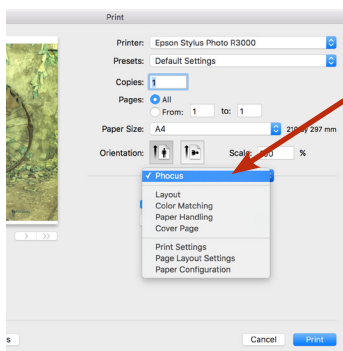 Print
Printer: Epson Stylus Photo R3000
Presets: Default Settings
Copies: 1
Pages: All
From: 1 to: 1
Paper Size: A4 210 by 297 mm
Orientation: Scale: %
✓ Phocus
Layout
Color Matching
Paper Handling
Cover Page
Print Settings
Page Layout Settings
Paper Configuration
s
Cancel Print